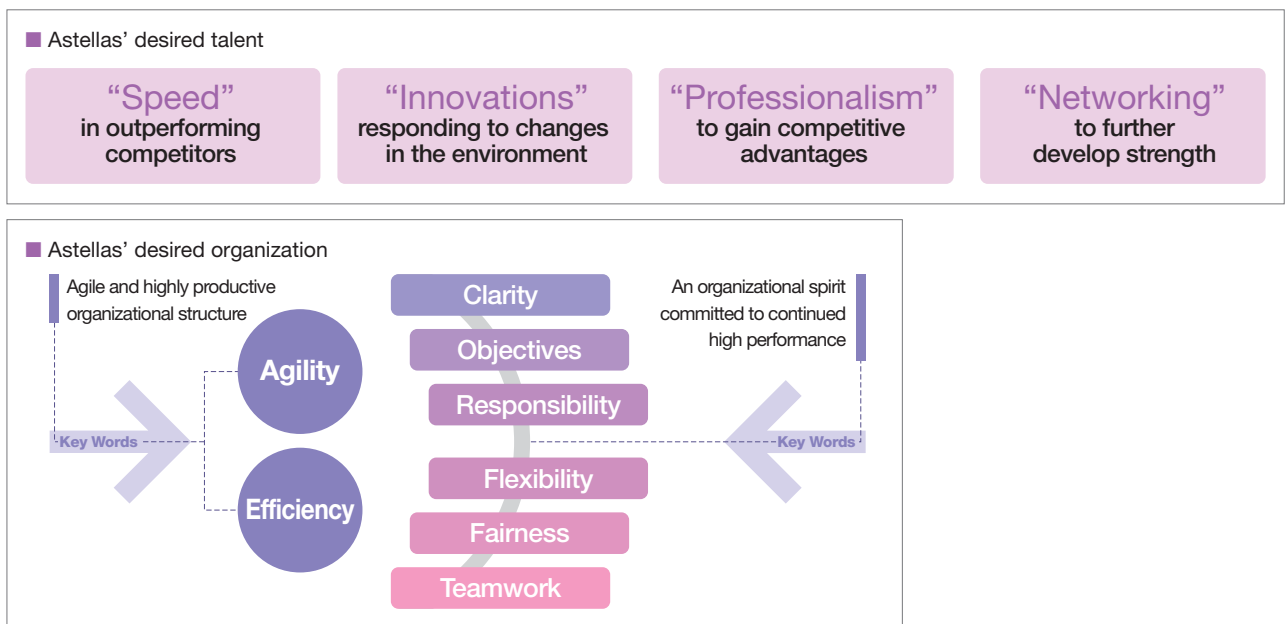 ■ Astellas’ desired talent
“Speed”
in outperforming
competitors
“Innovations”
responding to changes
in the environment
“Professionalism”
to gain competitive
advantages
“Networking”
to further
develop strength
■ Astellas’ desired organization
Agile and highly productive
organizational structure
Key Words
Agility
Efficiency
Clarity
Objectives
Responsibility
Flexibility
Fairness
Teamwork
An organizational spirit
committed to continued
high performance
Key Words